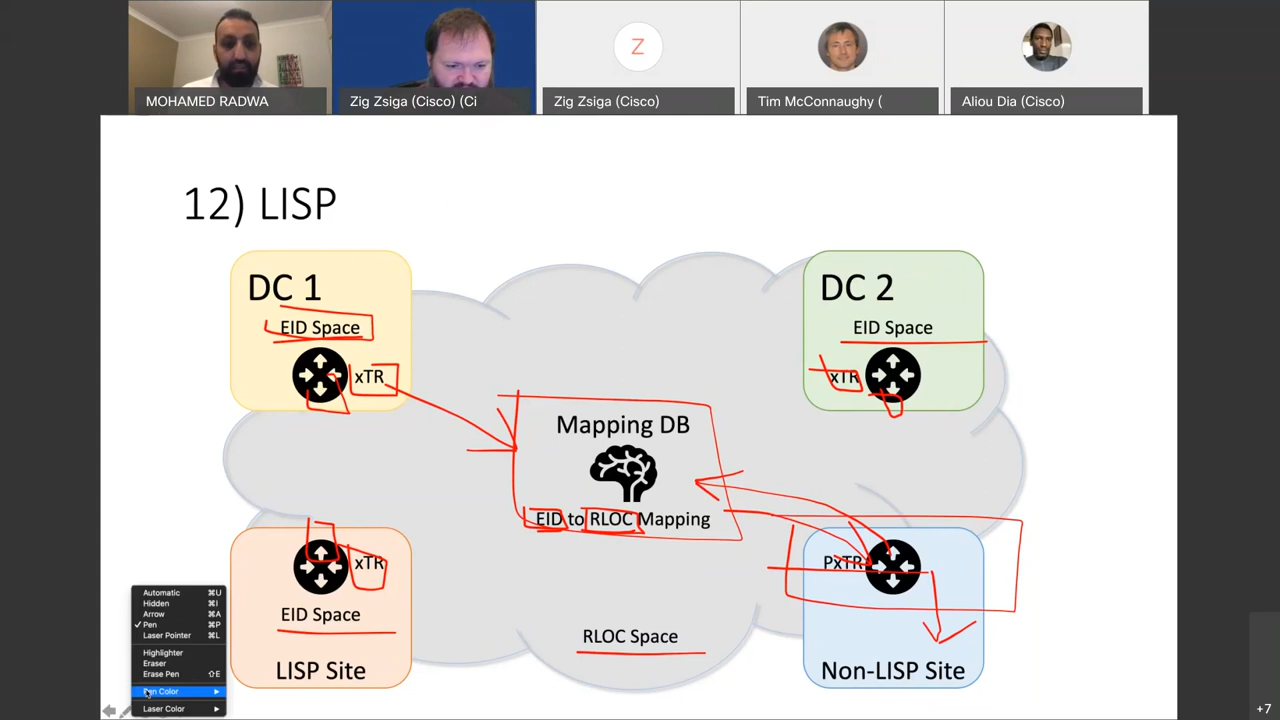 MOHAMED RADWA
Zig Zsiga (Cisco) (Ci
Z
Zig Zsiga (Cisco)
Tim McConnaughy (
Aliou Dia (Cisco)
12) LISP
DC 1
EID Space
xTR
DC 2
EID Space
xTR
Mapping DB
EID to RLOC Mapping
xTR
EID Space
LISP Site
RLOC Space
PxTR
Non-LISP Site
Automatic ⌘U
Hidden ⌘I
Arrow ⌘A
✓ Pen ⌘P
Laser Pointer ⌘L
Highlighter
Eraser
Erase Pen ⇧E
Pen Color
Laser Color
+7